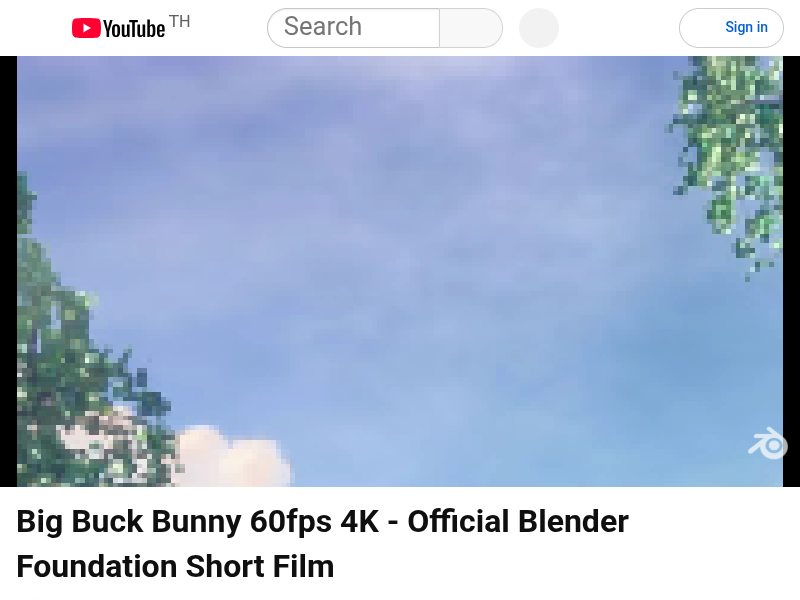 YouTube TH
Search
Sign in
Big Buck Bunny 60fps 4K - Official Blender
Foundation Short Film